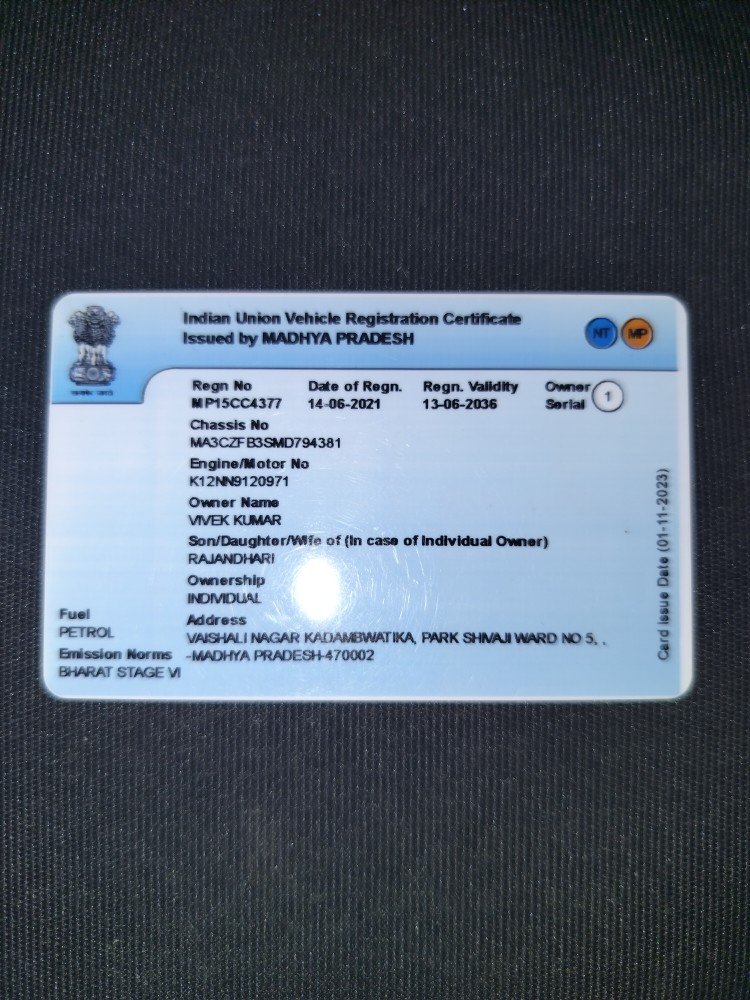 Indian Union Vehicle Registration Certificate
Issued by MADHYA PRADESH
NT MP
Regn No Date of Regn. Regn. Validity Owner Serial 1
MP15CC4377 14-06-2021 13-06-2036
Chassis No
MA3CZFB3SMD794381
Engine/Motor No
K12NN9120971
Owner Name
VIVEK KUMAR
Son/Daughter/Wife of (In case of Individual Owner)
RAJANDHARI
Ownership
INDIVIDUAL
Address
VAISHALI NAGAR KADAMBWATIKA, PARK SHIVAJI WARD NO 5, .
-MADHYA PRADESH-470002
Fuel
PETROL
Emission Norms
BHARAT STAGE VI
Card Issue Date (01-11-2023)